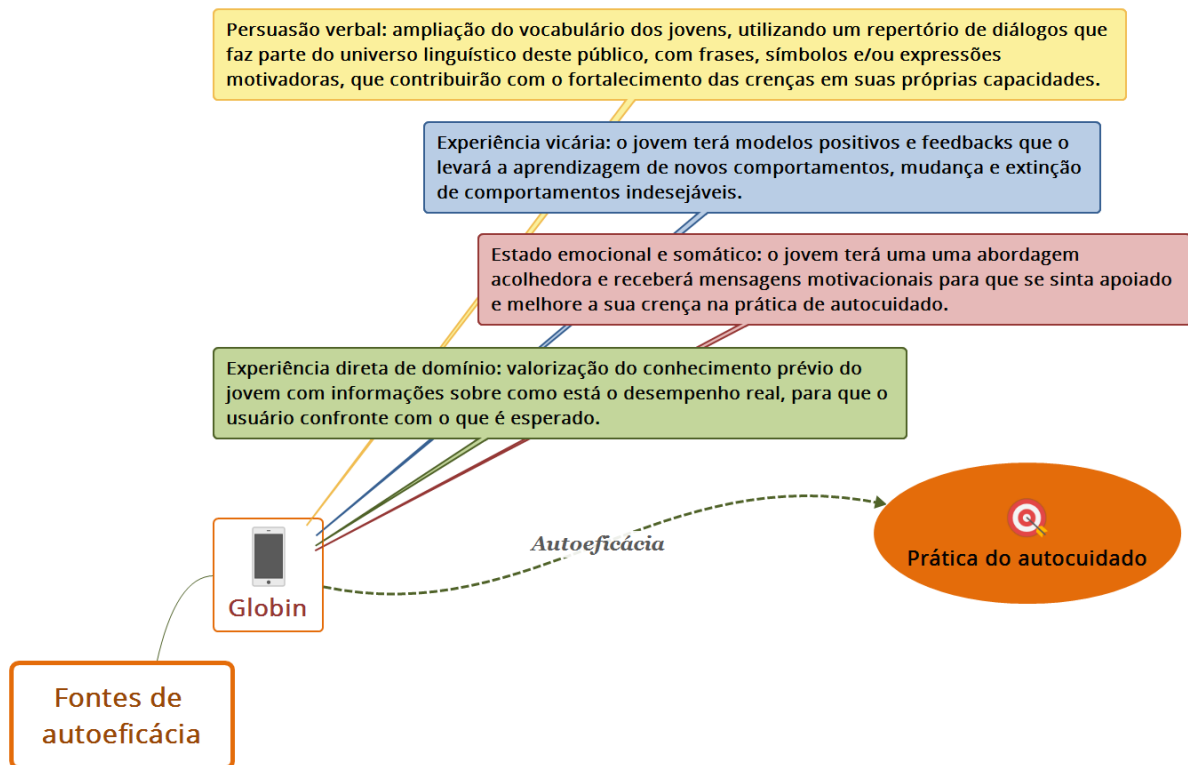 Persuasão verbal: ampliação do vocabulário dos jovens, utilizando um repertório de diálogos que
faz parte do universo linguístico deste público, com frases, símbolos e/ou expressões
motivadoras, que contribuirão com o fortalecimento das crenças em suas próprias capacidades.
Experiência vicária: o jovem terá modelos positivos e feedbacks que o
levará a aprendizagem de novos comportamentos, mudança e extinção
de comportamentos indesejáveis.
Estado emocional e somático: o jovem terá uma uma abordagem
acolhedora e receberá mensagens motivacionais para que se sinta apoiado
e melhore a sua crença na prática de autocuidado.
Experiência direta de domínio: valorização do conhecimento prévio do
jovem com informações sobre como está o desempenho real, para que o
usuário confronte com o que é esperado.
Autoeficácia
Prática do autocuidado
Globin
Fontes de
autoeficácia